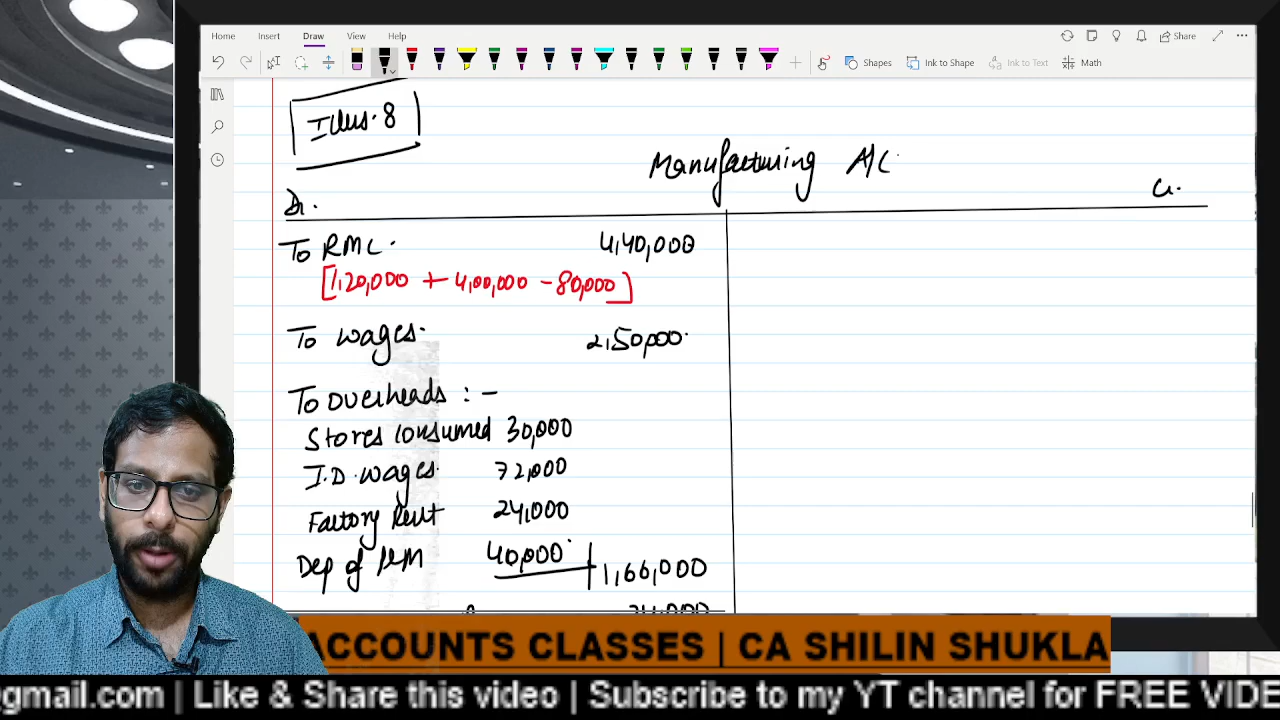 Home Insert Draw View Help
Share
Shapes Ink to Shape Ink to Text Math
Illus. 8
Manufacturing A/C
Dr. Cr.
To RMC. 4,40,000
[1,20,000 + 4,00,000 - 80,000]
To wages. 2,50,000
To overheads : -
Stores consumed 30,000
I.D. wages. 72,000
Factory Rent 24,000
Dep of P.M 40,000 1,66,000
ACCOUNTS CLASSES | CA SHILIN SHUKLA
gmail.com | Like & Share this video | Subscribe to my YT channel for FREE VIDE